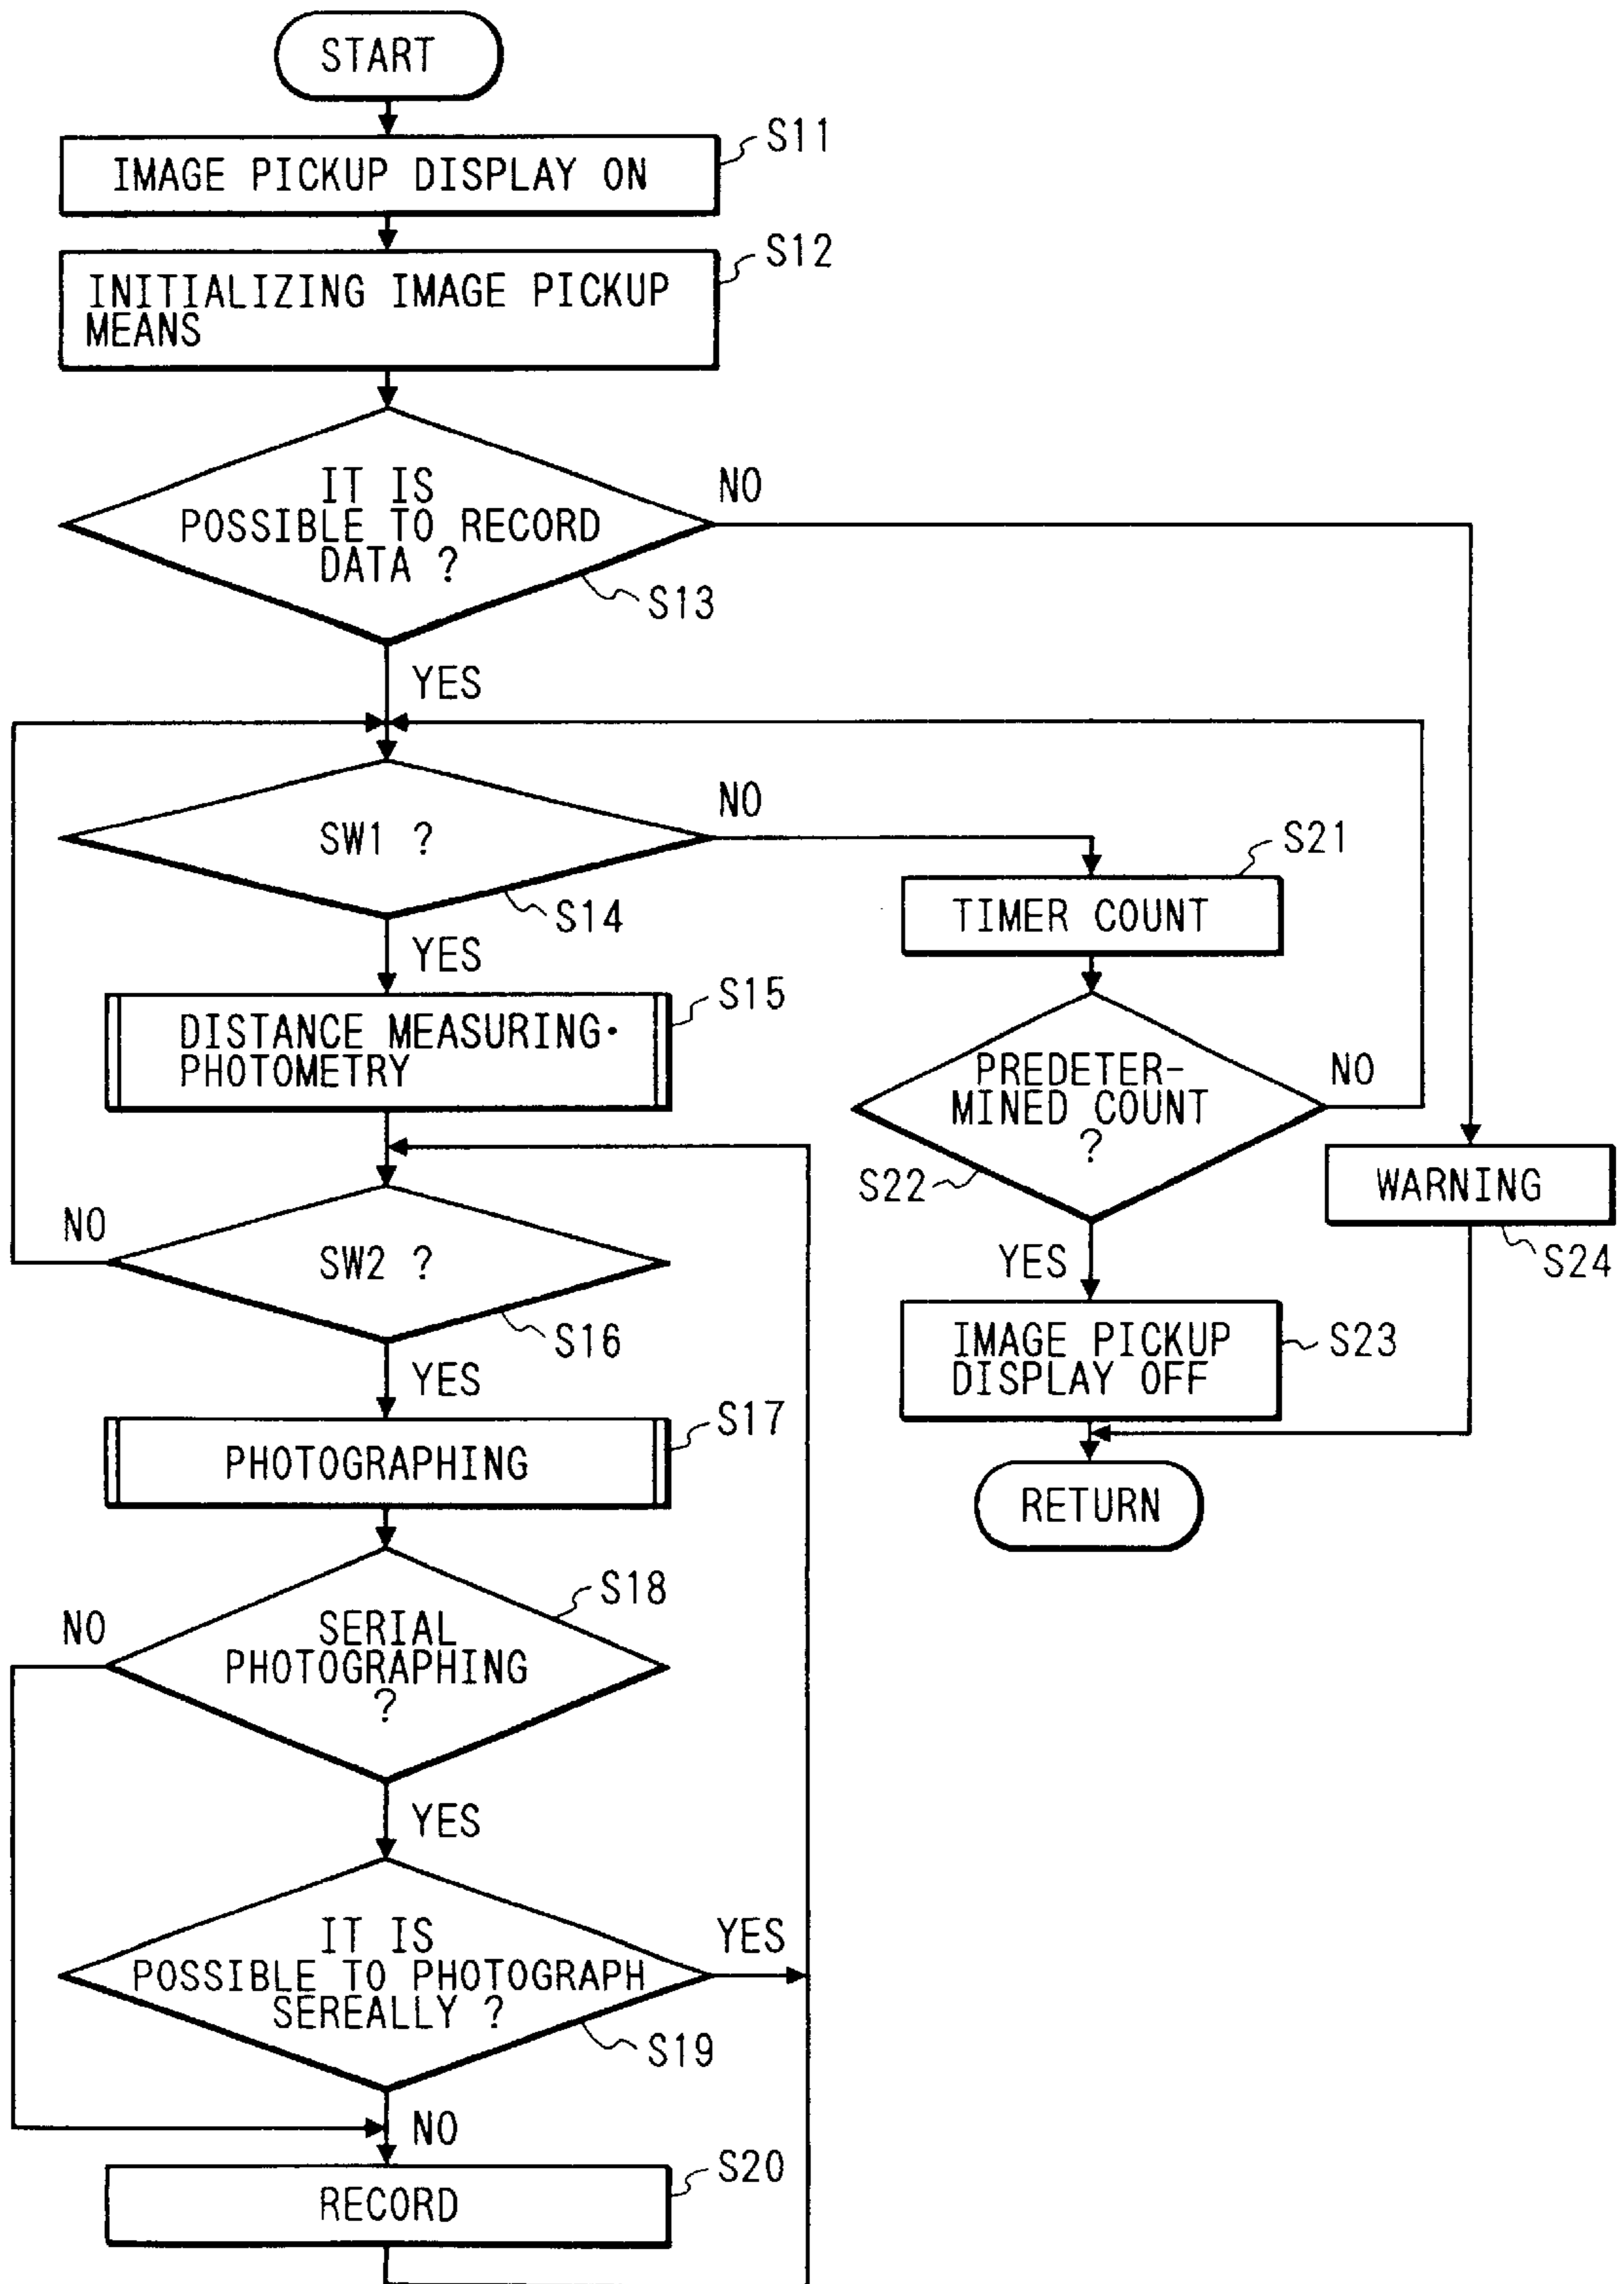 START
IMAGE PICKUP DISPLAY ON
S11
INITIALIZING IMAGE PICKUP
MEANS
S12
IT IS
POSSIBLE TO RECORD
DATA ?
NO
S13
YES
SW1 ?
NO
S14
YES
S21
TIMER COUNT
DISTANCE MEASURING·
PHOTOMETRY
S15
PREDETER-
MINED COUNT
?
NO
S22
YES
WARNING
S24
SW2 ?
NO
S16
YES
IMAGE PICKUP
DISPLAY OFF
S23
PHOTOGRAPHING
S17
RETURN
SERIAL
PHOTOGRAPHING
?
S18
NO
YES
IT IS
POSSIBLE TO PHOTOGRAPH
SEREALLY ?
YES
S19
NO
RECORD
S20